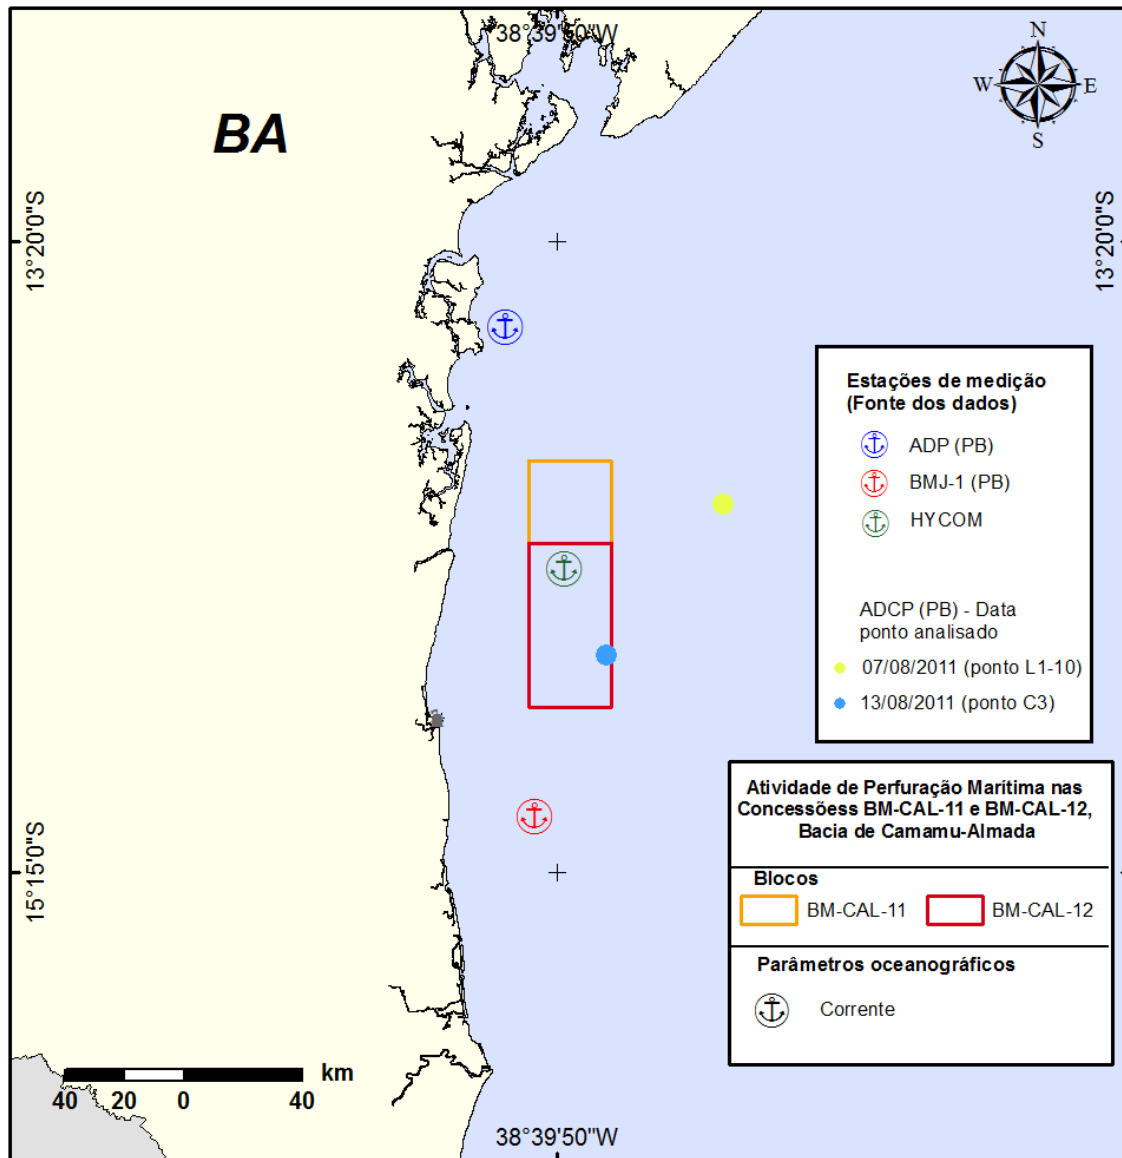 38°39'50"W
N
W
E
S
BA
13°20'0"S
13°20'0"S
Estações de medição
(Fonte dos dados)
ADP (PB)
BMJ-1 (PB)
HYCOM
ADCP (PB) - Data
ponto analisado
07/08/2011 (ponto L1-10)
13/08/2011 (ponto C3)
Atividade de Perfuração Marítima nas
Concessõess BM-CAL-11 e BM-CAL-12,
Bacia de Camamu-Almada
Blocos
BM-CAL-11
BM-CAL-12
Parâmetros oceanográficos
Corrente
15°15'0"S
km
40 20 0 40
38°39'50"W